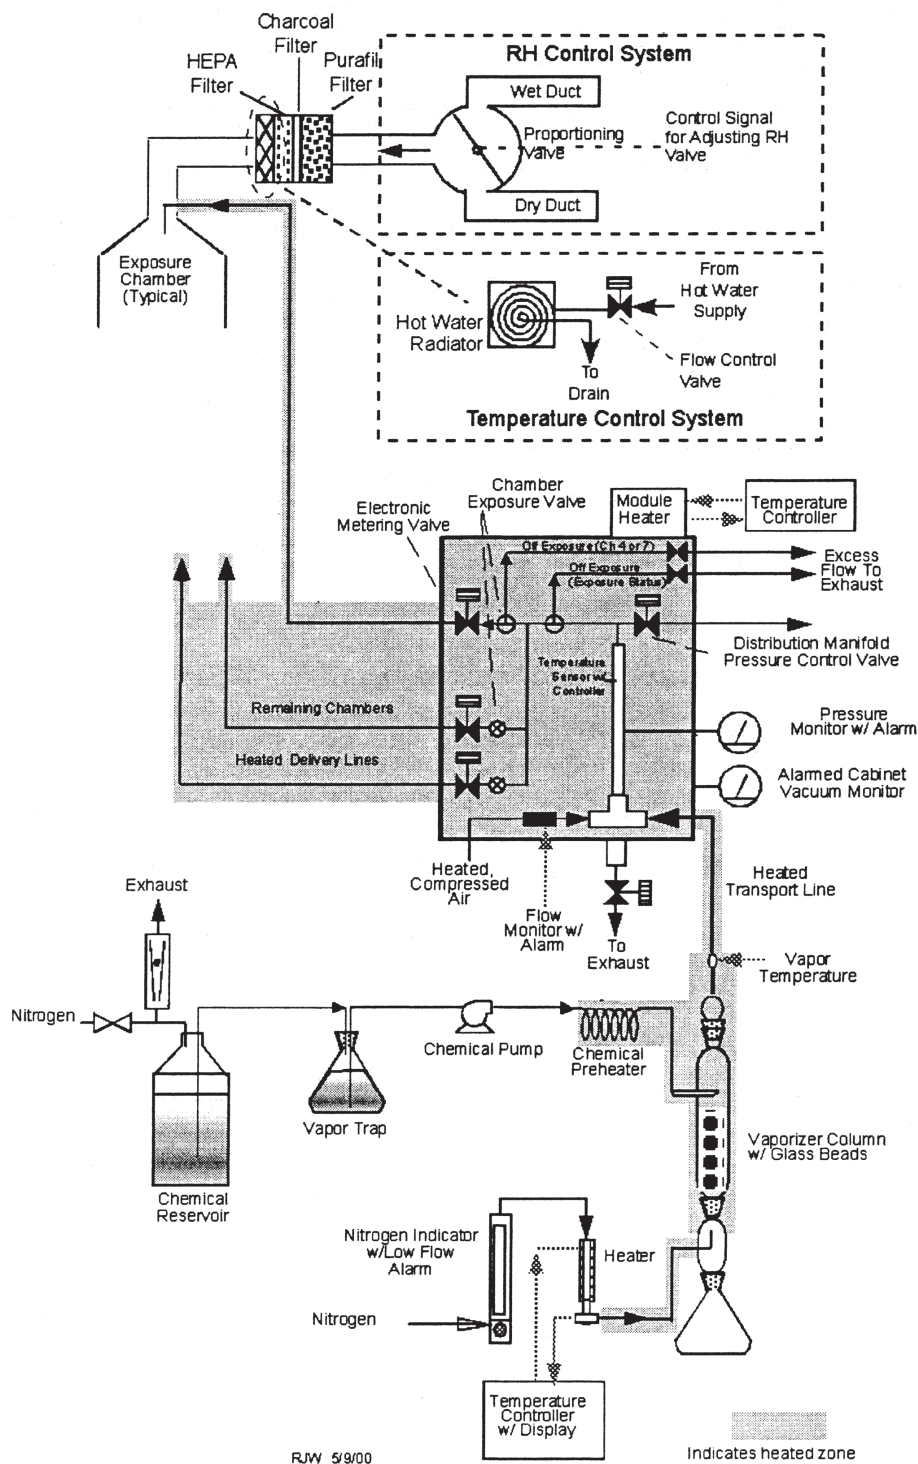 Charcoal
Filter
HEPA
Filter
Purafil
Filter
RH Control System
Wet Duct
Proportioning
Valve
Control Signal
for Adjusting RH
Valve
Dry Duct
Exposure
Chamber
(Typical)
From
Hot Water
Supply
Hot Water
Radiator
To
Drain
Flow Control
Valve
Temperature Control System
Chamber
Exposure Valve
Electronic
Metering Valve
Module
Heater
Temperature
Controller
Off Exposure (Ch 4 or 7)
Off Exposure
(Exposure Status)
Excess
Flow To
Exhaust
Distribution Manifold
Pressure Control Valve
Temperature
Sensor w/
Controller
Remaining Chambers
Heated Delivery Lines
Pressure
Monitor w/ Alarm
Alarmed Cabinet
Vacuum Monitor
Heated,
Compressed
Air
Flow
Monitor w/
Alarm
To
Exhaust
Heated
Transport Line
Vapor
Temperature
Exhaust
Nitrogen
Chemical Pump
Chemical
Preheater
Vapor Trap
Chemical
Reservoir
Vaporizer Column
w/ Glass Beads
Nitrogen Indicator
w/Low Flow
Alarm
Heater
Nitrogen
Temperature
Controller
w/ Display
RJW 5/9/00
Indicates heated zone